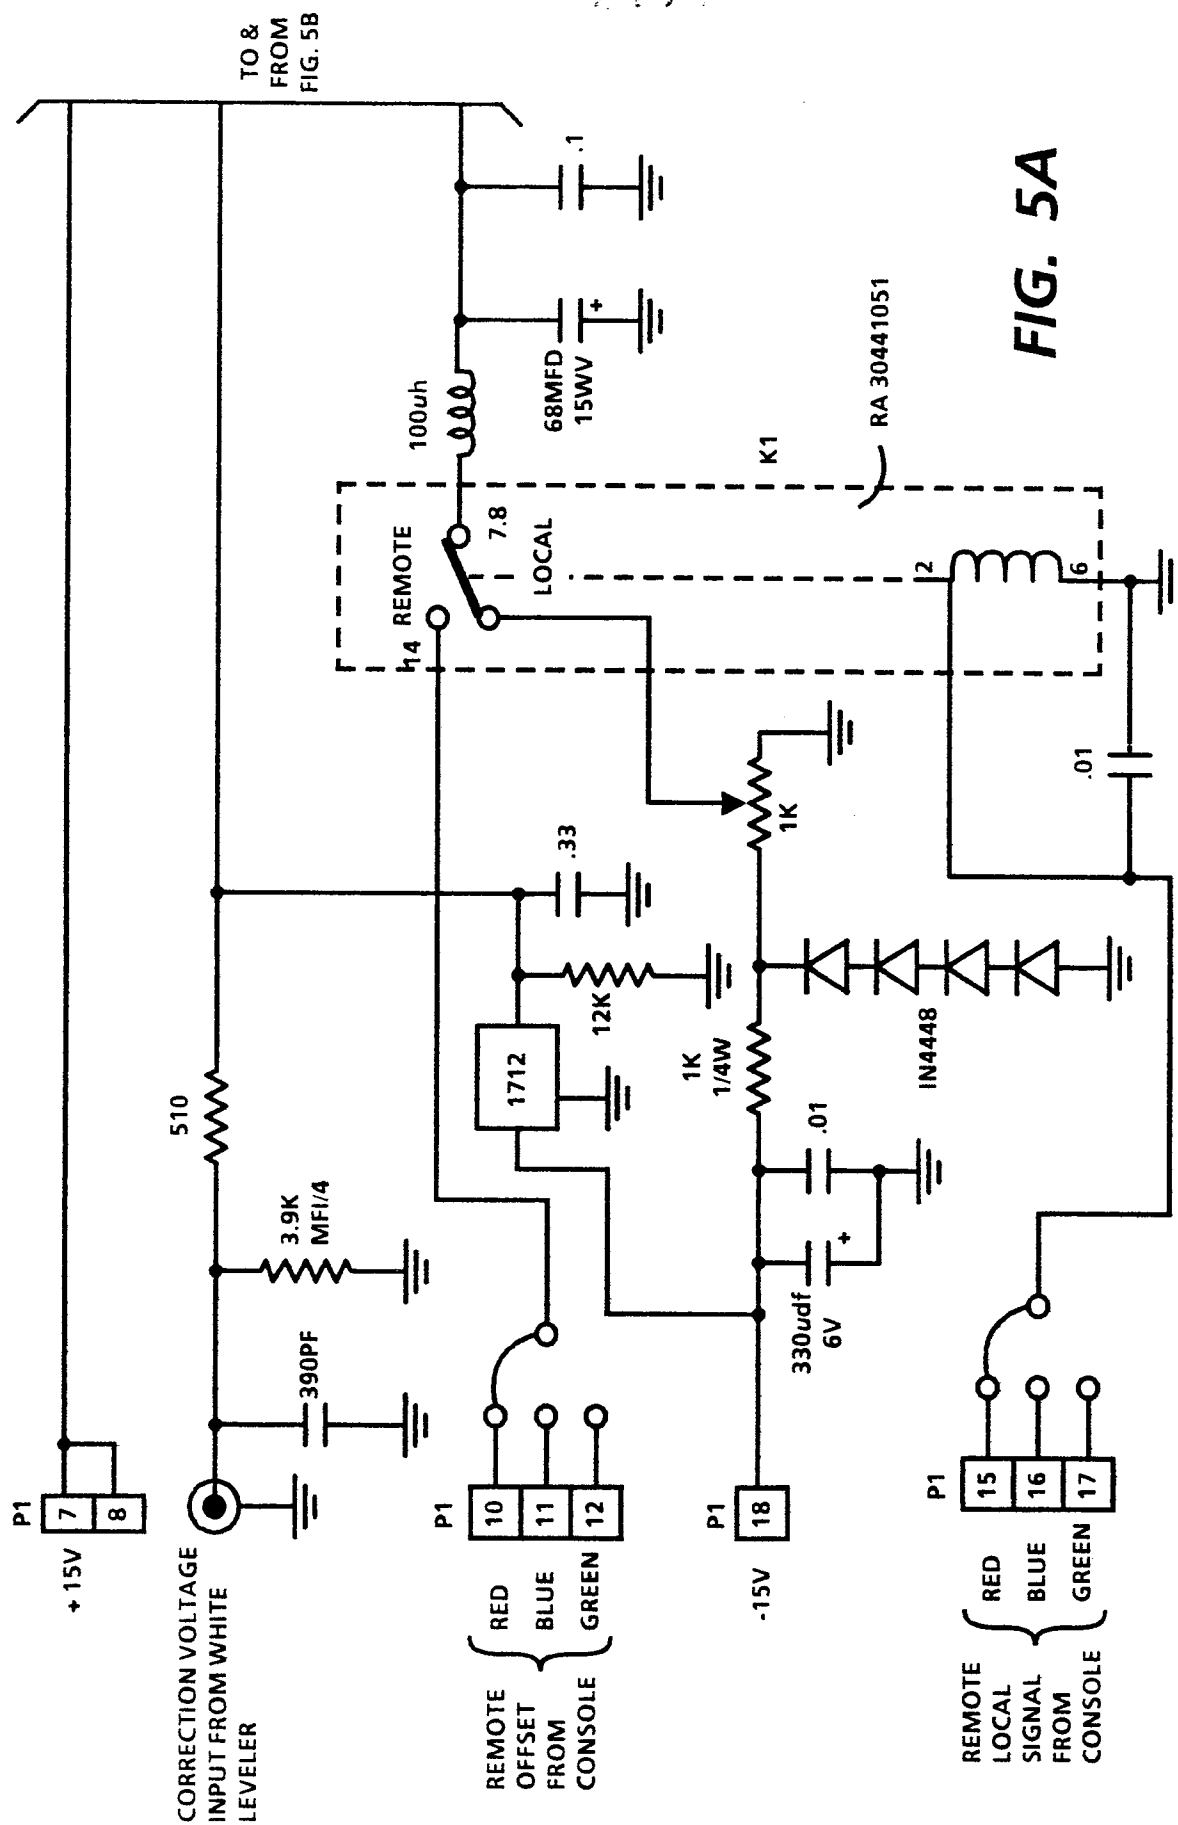 TO &
FROM
FIG. 5B
P1
7
8
+15V
CORRECTION VOLTAGE
INPUT FROM WHITE
LEVELER
390PF
3.9K
MFI/4
510
P1
10
11
12
RED
BLUE
GREEN
REMOTE
OFFSET
FROM
CONSOLE
1712
12K
.33
14
REMOTE
LOCAL
7.8
100uh
68MFD
15WV
+
.1
P1
18
-15V
330udf
6V
+
.01
1K
1/4W
IN4448
1K
K1
RA 30441051
2
6
.01
P1
15
16
17
RED
BLUE
GREEN
REMOTE
LOCAL
SIGNAL
FROM
CONSOLE
FIG. 5A